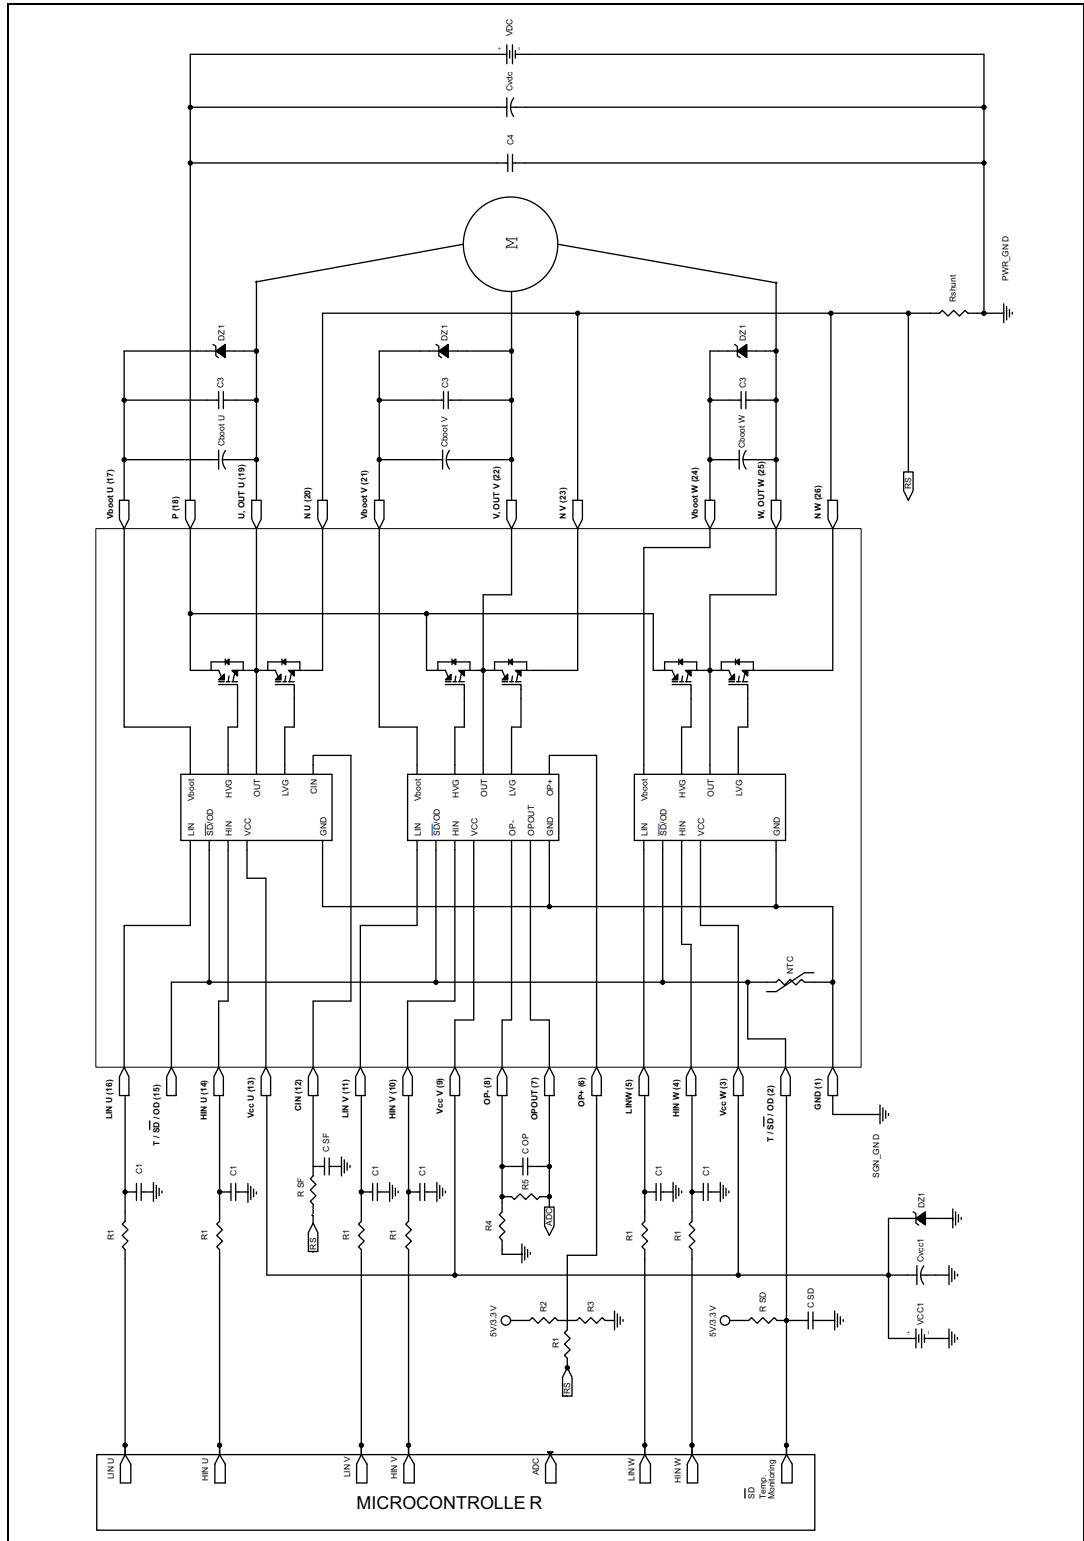 VDC
+
-
Cvdc
C4
M
PWR_GN D
Rshunt
DZ1
C3
Cboot U
DZ1
C3
Cboot V
DZ1
C3
Cboot W
RS
Vboot U (17)
P (18)
U, OUT U (19)
N U (20)
Vboot V (21)
V, OUT V (22)
N V (23)
Vboot W (24)
W, OUT W (25)
N W (26)
Vboot
HVG
OUT
LVG
CIN
LIN
SD/OD
HIN
VCC
GND
Vboot
HVG
OUT
LVG
OP+
LIN
SD/OD
HIN
VCC
OP-
OPOUT
GND
Vboot
HVG
OUT
LVG
LIN
SD/OD
HIN
VCC
GND
NTC
LIN U (16)
T / SD / OD (15)
HIN U (14)
Vcc U (13)
CIN (12)
LIN V (11)
HIN V (10)
Vcc V (9)
OP- (8)
OPOUT (7)
OP+ (6)
LINW (5)
HIN W (4)
Vcc W (3)
T / SD / OD (2)
GND (1)
SGN_GN D
C1
C1
C SF
R SF
RS
C1
C1
C OP
R5
R4
ADC
C1
C1
R1
R1
R1
R1
R1
R1
5V/3.3 V
R2
R3
R1
RS
5V/3.3 V
R SD
C SD
DZ1
Cvcc1
VCC1
+
-
LIN U
HIN U
LIN V
HIN V
ADC
LIN W
HIN W
SD
Temp.
Monitoring
MICROCONTROLLE R